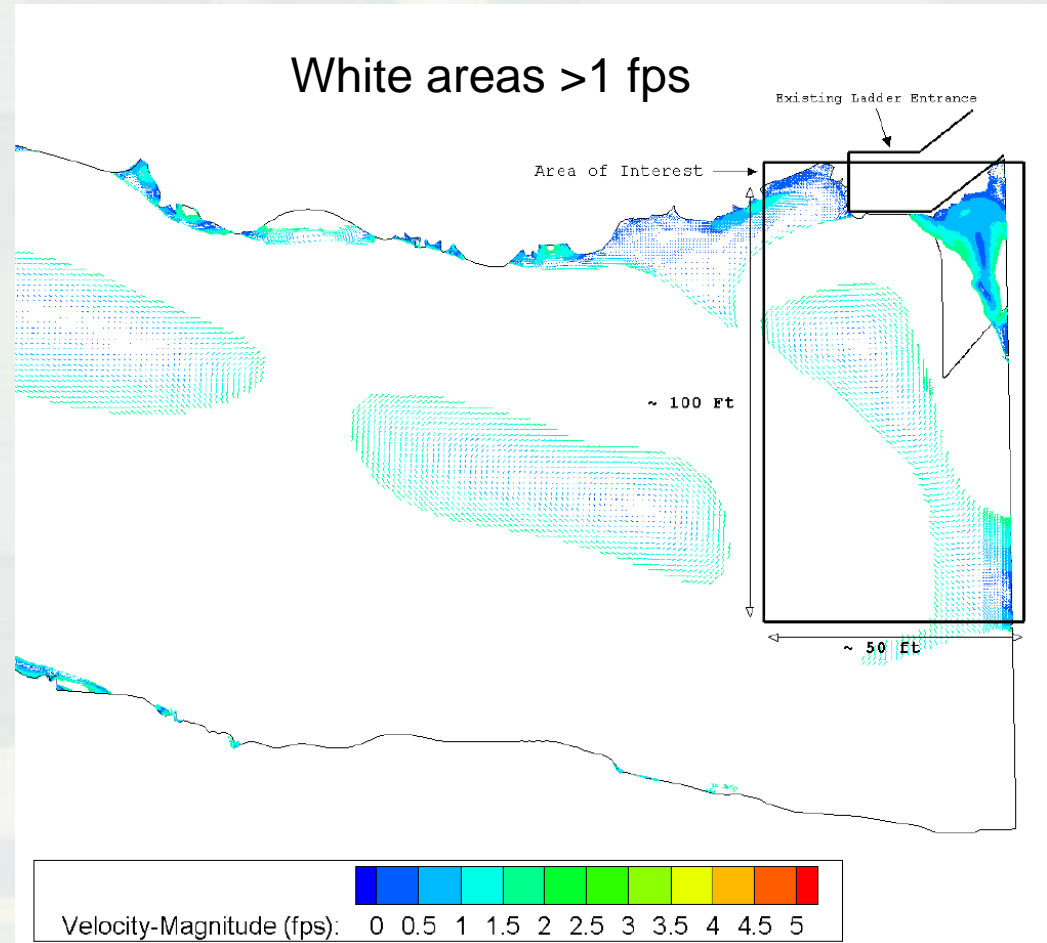 White areas >1 fps
Existing Ladder Entrance
Area of Interest
~ 100 Ft
~ 50 ft
Velocity-Magnitude (fps): 0 0.5 1 1.5 2 2.5 3 3.5 4 4.5 5